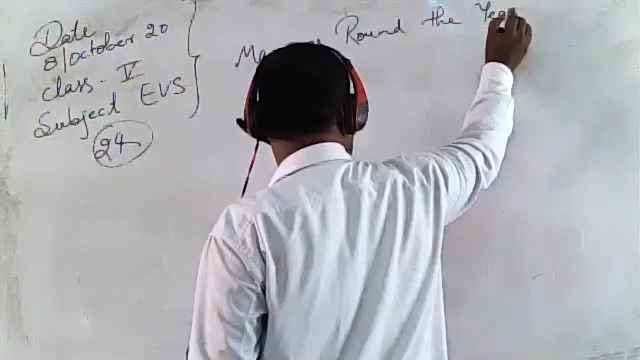 Date
8/October 20
Class - V
Subject EVS
24
Round the